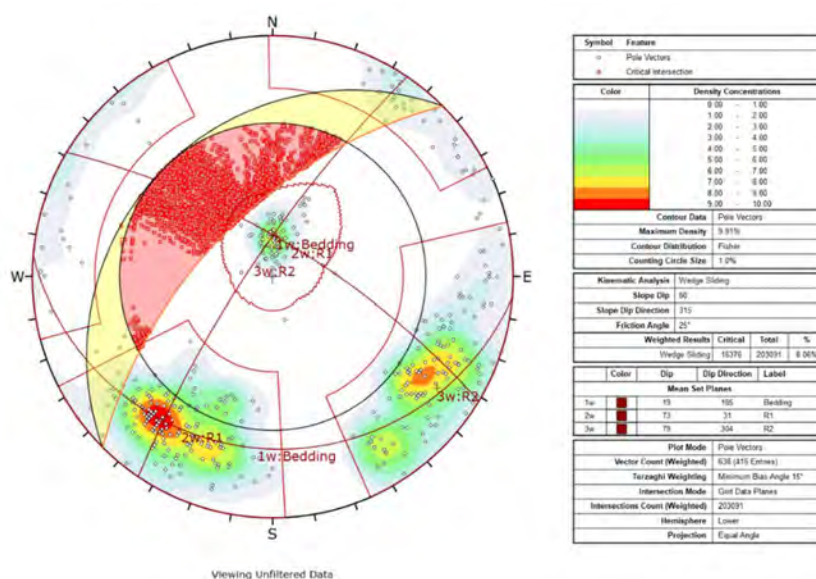 N
W
E
S
1w:Bedding
2w:R1
3w:R2
3w:R2
2w:R1
1w:Bedding
Viewing Unfiltered Data
Symbol Feature
Pole Vectors
Critical Intersection
Color Density Concentrations
0.00 - 1.00
1.00 - 2.00
2.00 - 3.00
3.00 - 4.00
4.00 - 5.00
5.00 - 6.00
6.00 - 7.00
7.00 - 8.00
8.00 - 9.00
9.00 - 10.00
Contour Data Pole Vectors
Maximum Density 9.91%
Contour Distribution Fisher
Counting Circle Size 1.0%
Kinematic Analysis Wedge Sliding
Slope Dip 60
Slope Dip Direction 315
Friction Angle 25°
Weighted Results Critical Total %
Wedge Sliding 16376 203091 8.06%
Color Dip Dip Direction Label
Mean Set Planes
1w 19 Bedding
2w 73 31 R1
3w 79 304 R2
Plot Mode Pole Vectors
Vector Count (Weighted) 638 (415 Entries)
Terzaghi Weighting Minimum Bias Angle 15°
Intersection Mode Grid Data Planes
Intersections Count (Weighted) 203091
Hemisphere Lower
Projection Equal Angle